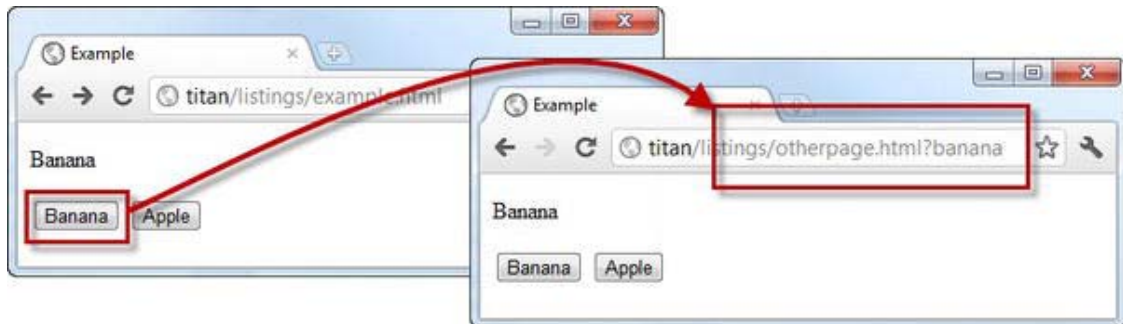 Example
titan/listings/example.html
Banana
Banana Apple
Example
titan/listings/otherpage.html?banana
Banana
Banana Apple